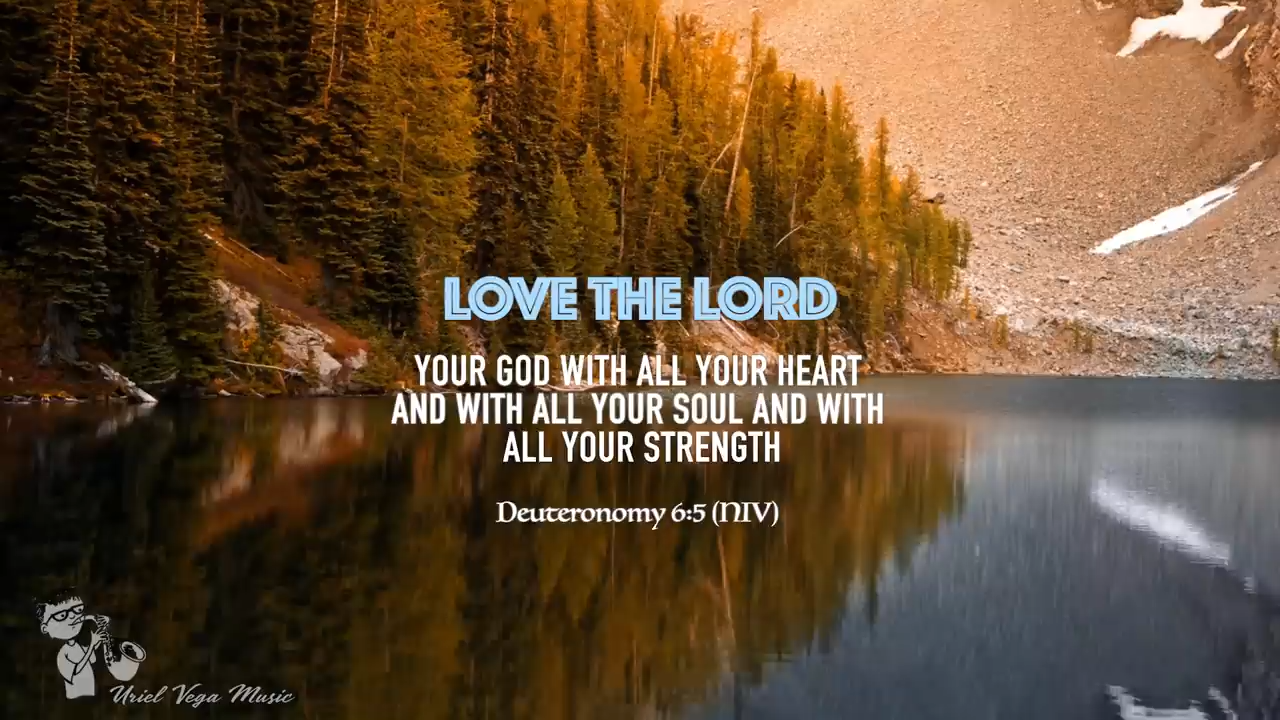 LOVE THE LORD
YOUR GOD WITH ALL YOUR HEART
AND WITH ALL YOUR SOUL AND WITH
ALL YOUR STRENGTH
Deuteronomy 6:5 (NIV)
Uriel Vega Music